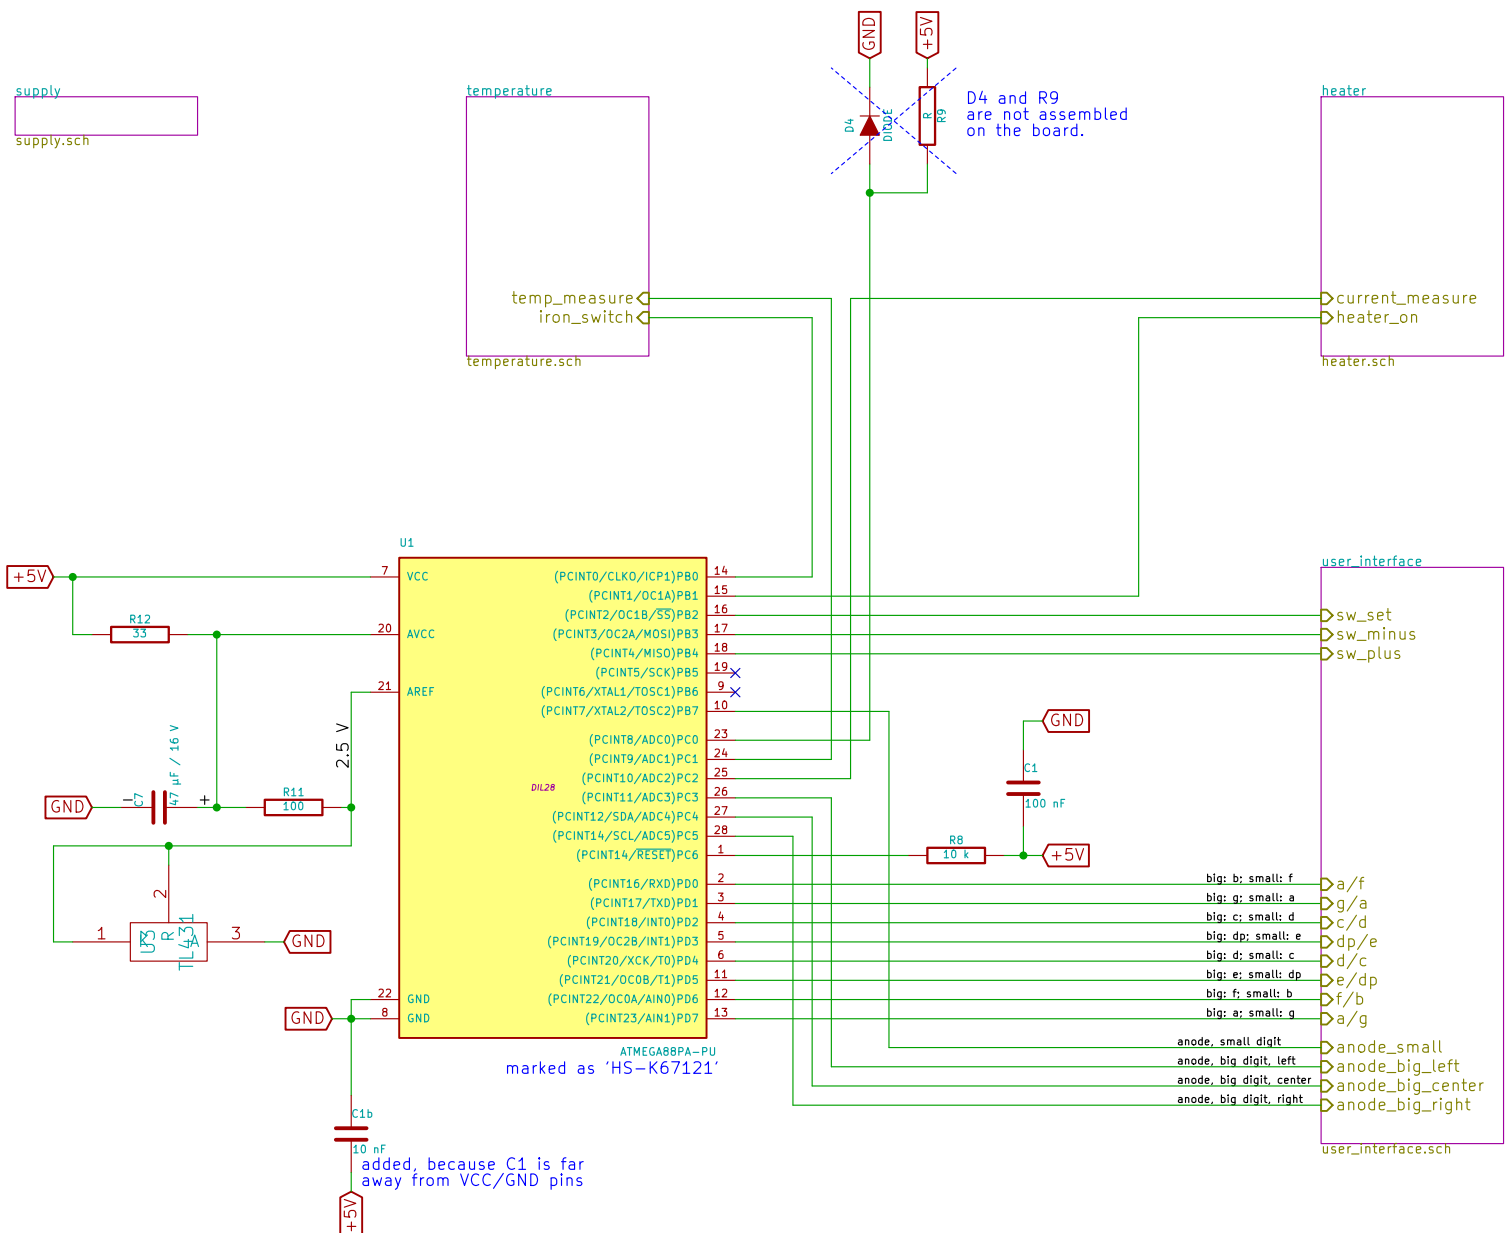 GND
+5V
supply
supply.sch
temperature
temp_measure
iron_switch
temperature.sch
D4
DIODE
R
R9
D4 and R9
are not assembled
on the board.
heater
current_measure
heater_on
heater.sch
U1
+5V
7
VCC
R12
33
20
AVCC
21
AREF
2.5 V
GND
−
C7
47 µF / 16 V
+
R11
100
2
1
U3
K
R
A
TL431
3
GND
GND
22
GND
8
GND
DIL28
(PCINT0/CLKO/ICP1)PB0
14
(PCINT1/OC1A)PB1
15
(PCINT2/OC1B/SS)PB2
16
(PCINT3/OC2A/MOSI)PB3
17
(PCINT4/MISO)PB4
18
(PCINT5/SCK)PB5
19
(PCINT6/XTAL1/TOSC1)PB6
9
(PCINT7/XTAL2/TOSC2)PB7
10
(PCINT8/ADC0)PC0
23
(PCINT9/ADC1)PC1
24
(PCINT10/ADC2)PC2
25
(PCINT11/ADC3)PC3
26
(PCINT12/SDA/ADC4)PC4
27
(PCINT14/SCL/ADC5)PC5
28
(PCINT14/RESET)PC6
1
(PCINT16/RXD)PD0
2
(PCINT17/TXD)PD1
3
(PCINT18/INT0)PD2
4
(PCINT19/OC2B/INT1)PD3
5
(PCINT20/XCK/T0)PD4
6
(PCINT21/OC0B/T1)PD5
11
(PCINT22/OC0A/AIN0)PD6
12
(PCINT23/AIN1)PD7
13
ATMEGA88PA-PU
marked as 'HS-K67121'
C1b
10 nF
added, because C1 is far
away from VCC/GND pins
+5V
GND
C1
100 nF
R8
10 k
+5V
user_interface
sw_set
sw_minus
sw_plus
big: b; small: f
a/f
big: g; small: a
g/a
big: c; small: d
c/d
big: dp; small: e
dp/e
big: d; small: c
d/c
big: e; small: dp
e/dp
big: f; small: b
f/b
big: a; small: g
a/g
anode, small digit
anode_small
anode, big digit, left
anode_big_left
anode, big digit, center
anode_big_center
anode, big digit, right
anode_big_right
user_interface.sch